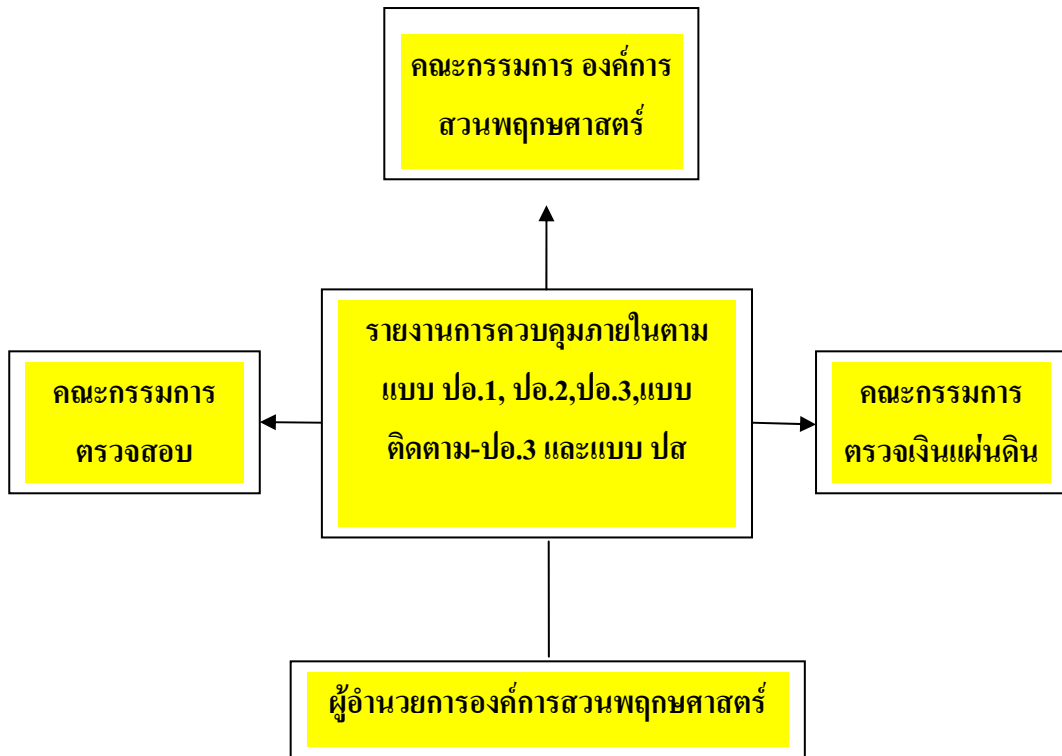 คณะกรรมการ องค์การ
สวนพฤกษศาสตร์
รายงานการควบคุมภายในตาม
แบบ ปอ.1, ปอ.2,ปอ.3,แบบ
ติดตาม-ปอ.3 และแบบ ปส
คณะกรรมการ
ตรวจสอบ
คณะกรรมการ
ตรวจเงินแผ่นดิน
ผู้อำนวยการองค์การสวนพฤกษศาสตร์